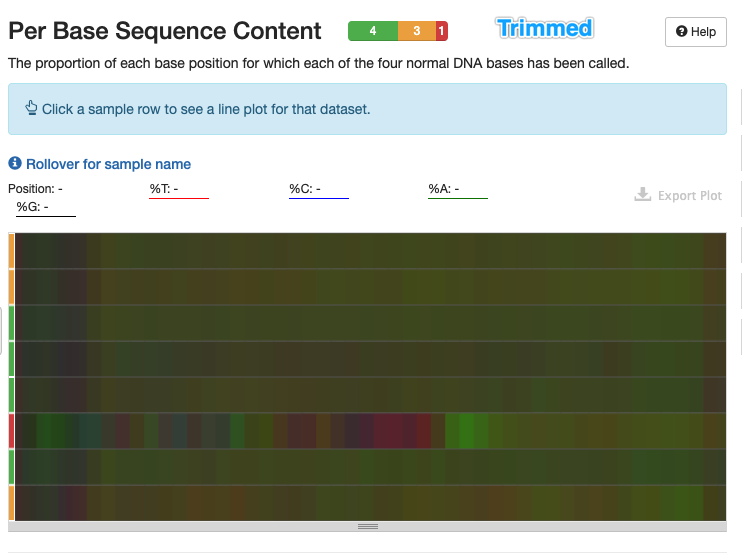 Per Base Sequence Content 4 3 1 Trimmed Help
The proportion of each base position for which each of the four normal DNA bases has been called.
Click a sample row to see a line plot for that dataset.
Rollover for sample name
Position: - %T: - %C: - %A: -
%G: -
Export Plot